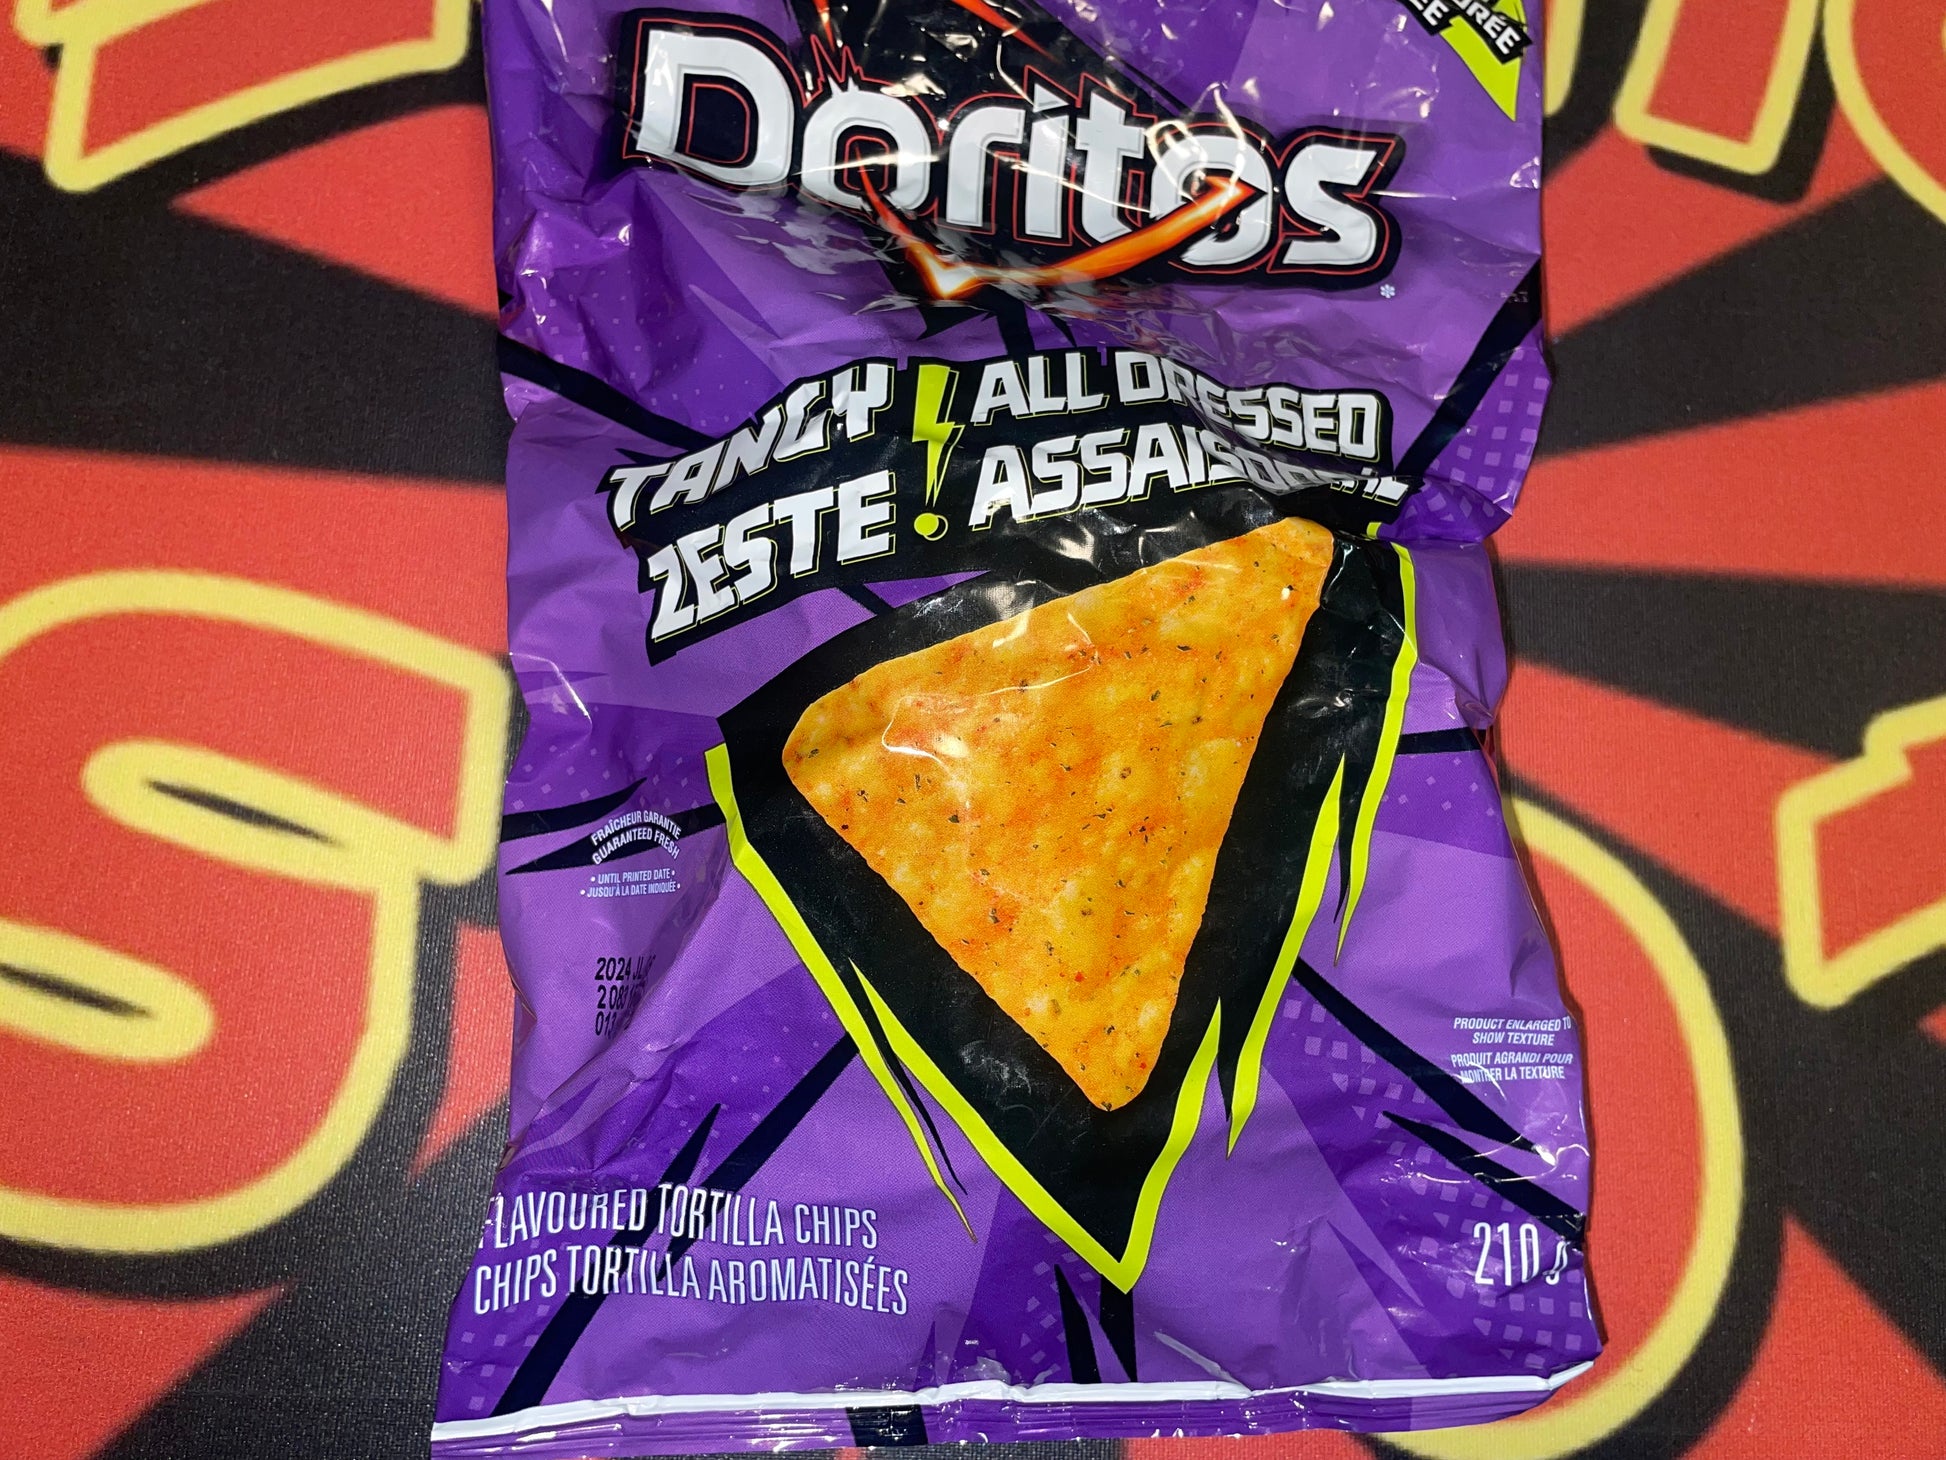 Doritos
TANGY ALL DRESSED
ZESTE
FRAÎCHEUR GARANTIE
GUARANTEED FRESH
• UNTIL PRINTED DATE •
• JUSQU'À LA DATE INDIQUÉE •
2024
PRODUCT ENLARGED TO
SHOW TEXTURE
PRODUIT AGRANDI POUR
MONTRER LA TEXTURE
FLAVOURED TORTILLA CHIPS
CHIPS TORTILLA AROMATISÉES
210 g